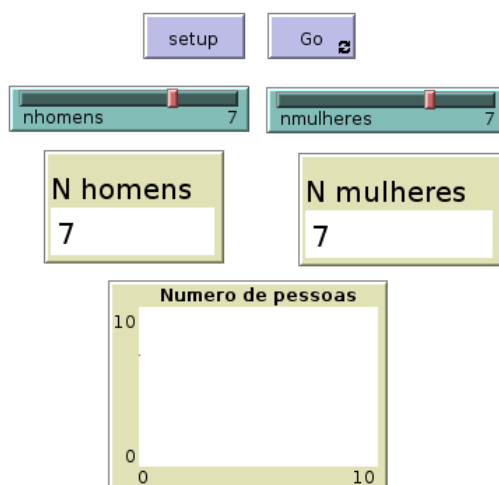 setup Go
nhomens 7 nmulheres 7
N homens N mulheres
7 7
Numero de pessoas
10
0
0 10